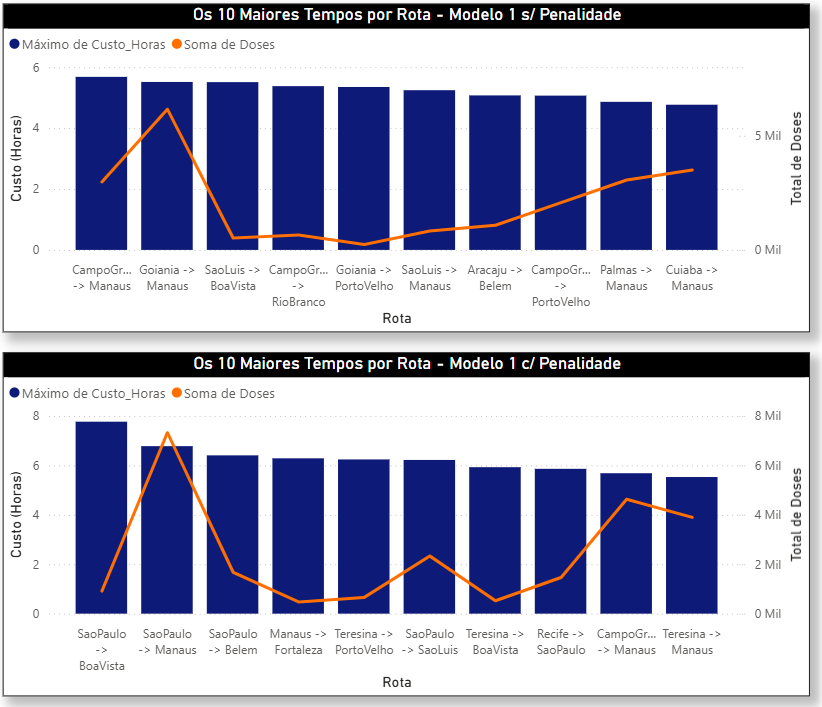 Os 10 Maiores Tempos por Rota - Modelo 1 s/ Penalidade
Máximo de Custo_Horas Soma de Doses
Custo (Horas)
6
4
2
0
5 Mil
0 Mil
Total de Doses
CampoGr... -> Manaus
Goiania -> Manaus
SaoLuis -> BoaVista
CampoGr... -> RioBranco
Goiania -> PortoVelho
SaoLuis -> Manaus
Aracaju -> Belem
CampoGr... -> PortoVelho
Palmas -> Manaus
Cuiaba -> Manaus
Rota
Os 10 Maiores Tempos por Rota - Modelo 1 c/ Penalidade
Máximo de Custo_Horas Soma de Doses
Custo (Horas)
8
6
4
2
0
8 Mil
6 Mil
4 Mil
2 Mil
0 Mil
Total de Doses
SaoPaulo -> BoaVista
SaoPaulo -> Manaus
SaoPaulo -> Belem
Manaus -> Fortaleza
Teresina -> PortoVelho
SaoPaulo -> SaoLuis
Teresina -> BoaVista
Recife -> SaoPaulo
CampoGr... -> Manaus
Teresina -> Manaus
Rota